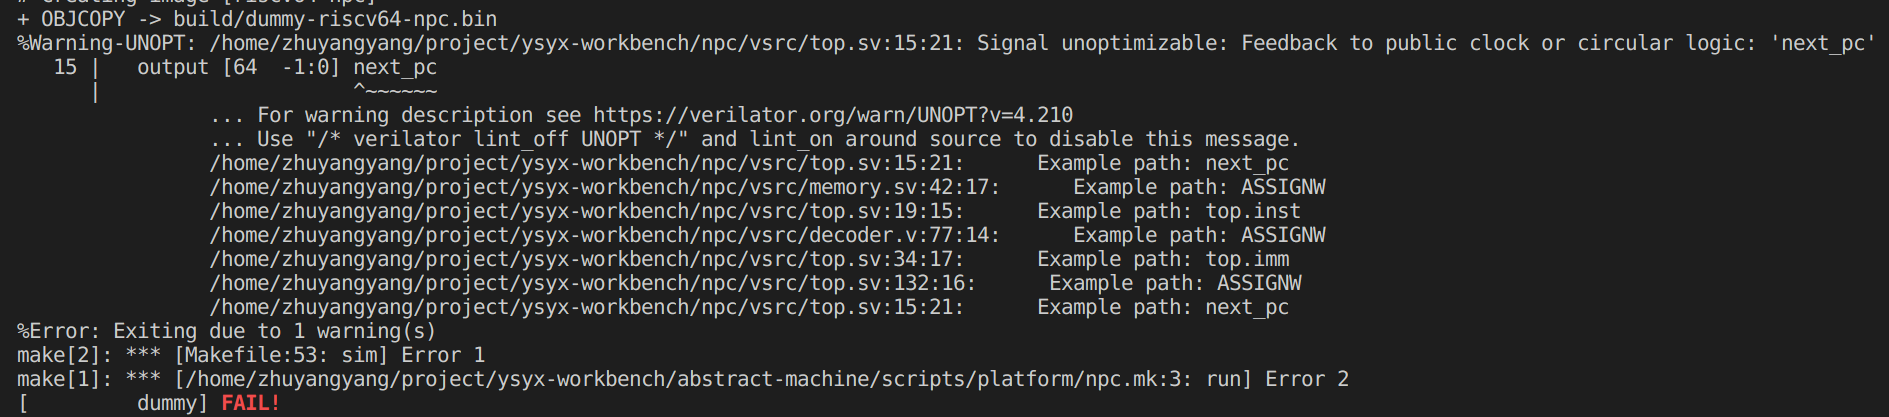 # Creating image [riscv64-npc]
+ OBJCOPY -> build/dummy-riscv64-npc.bin
%Warning-UNOPT: /home/zhuyangyang/project/ysyx-workbench/npc/vsrc/top.sv:15:21: Signal unoptimizable: Feedback to public clock or circular logic: 'next_pc'
   15 |   output [64  -1:0] next_pc
      |                     ^~~~~~~
                ... For warning description see https://verilator.org/warn/UNOPT?v=4.210
                ... Use "/* verilator lint_off UNOPT */" and lint_on around source to disable this message.
                /home/zhuyangyang/project/ysyx-workbench/npc/vsrc/top.sv:15:21:      Example path: next_pc
                /home/zhuyangyang/project/ysyx-workbench/npc/vsrc/memory.sv:42:17:      Example path: ASSIGNW
                /home/zhuyangyang/project/ysyx-workbench/npc/vsrc/top.sv:19:15:      Example path: top.inst
                /home/zhuyangyang/project/ysyx-workbench/npc/vsrc/decoder.v:77:14:      Example path: ASSIGNW
                /home/zhuyangyang/project/ysyx-workbench/npc/vsrc/top.sv:34:17:      Example path: top.imm
                /home/zhuyangyang/project/ysyx-workbench/npc/vsrc/top.sv:132:16:      Example path: ASSIGNW
                /home/zhuyangyang/project/ysyx-workbench/npc/vsrc/top.sv:15:21:      Example path: next_pc
%Error: Exiting due to 1 warning(s)
make[2]: *** [Makefile:53: sim] Error 1
make[1]: *** [/home/zhuyangyang/project/ysyx-workbench/abstract-machine/scripts/platform/npc.mk:3: run] Error 2
[         dummy] FAIL!